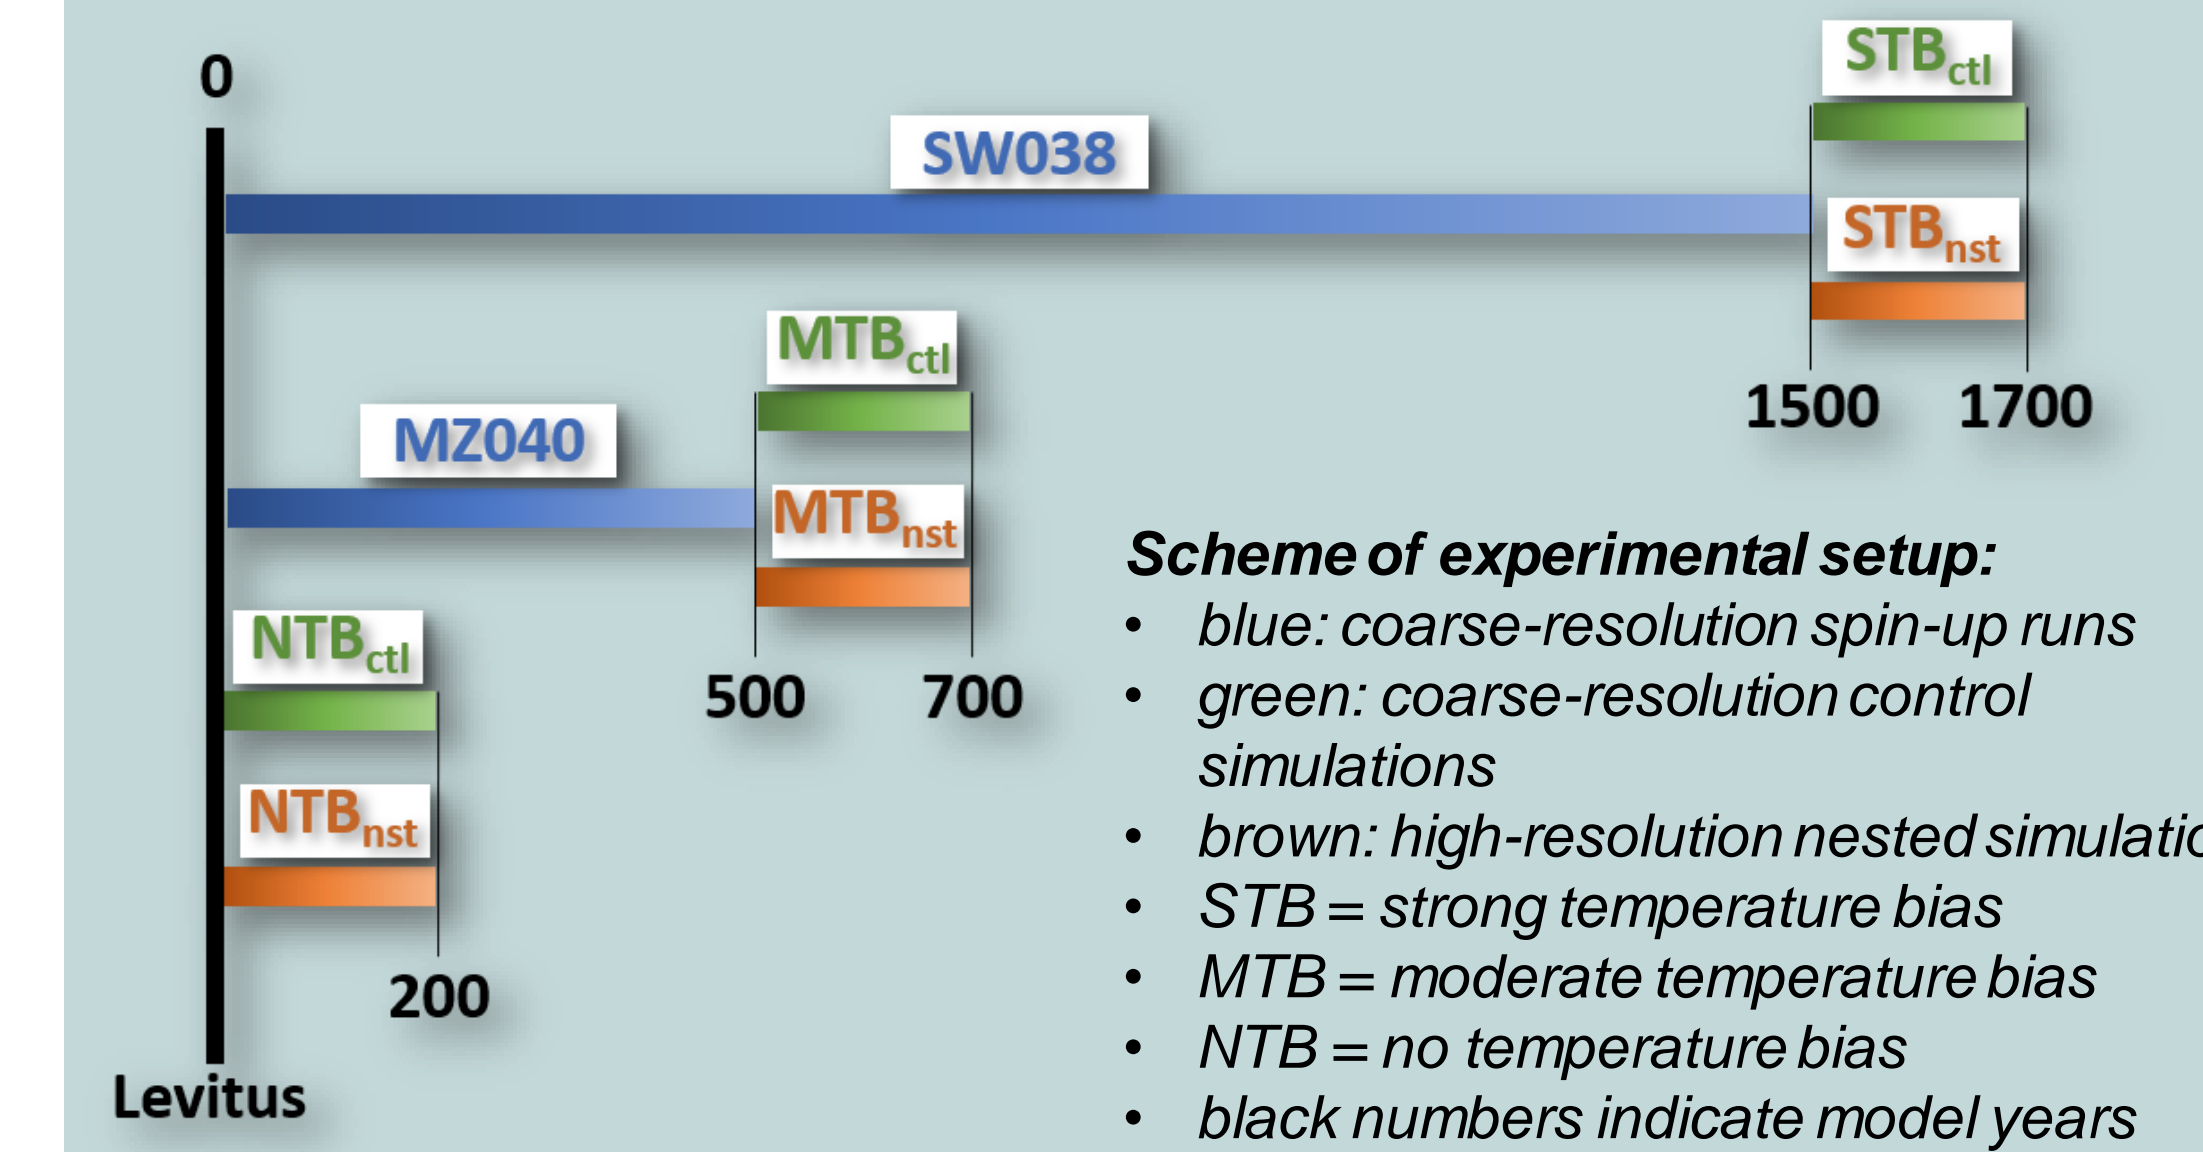 0
STBctl
SW038
STBnst
1500 1700
MTBctl
MZ040
MTBnst
500 700
NTBctl
NTBnst
200
Levitus
Scheme of experimental setup:
• blue: coarse-resolution spin-up runs
• green: coarse-resolution control
simulations
• brown: high-resolution nested simulatio
• STB = strong temperature bias
• MTB = moderate temperature bias
• NTB = no temperature bias
• black numbers indicate model years